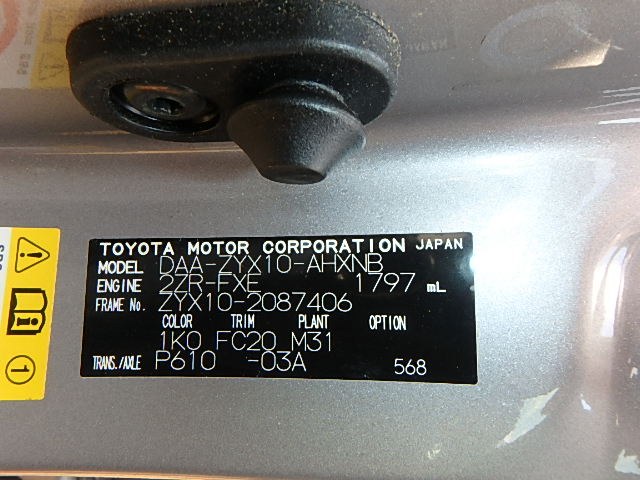 TOYOTA MOTOR CORPORATION JAPAN
MODEL DAA-ZYX10-AHXNB
ENGINE 2ZR-FXE 1797 mL
FRAME No. ZYX10-2087406
COLOR TRIM PLANT OPTION
1K0 FC20 M31
TRANS./AXLE P610 -03A 568
1